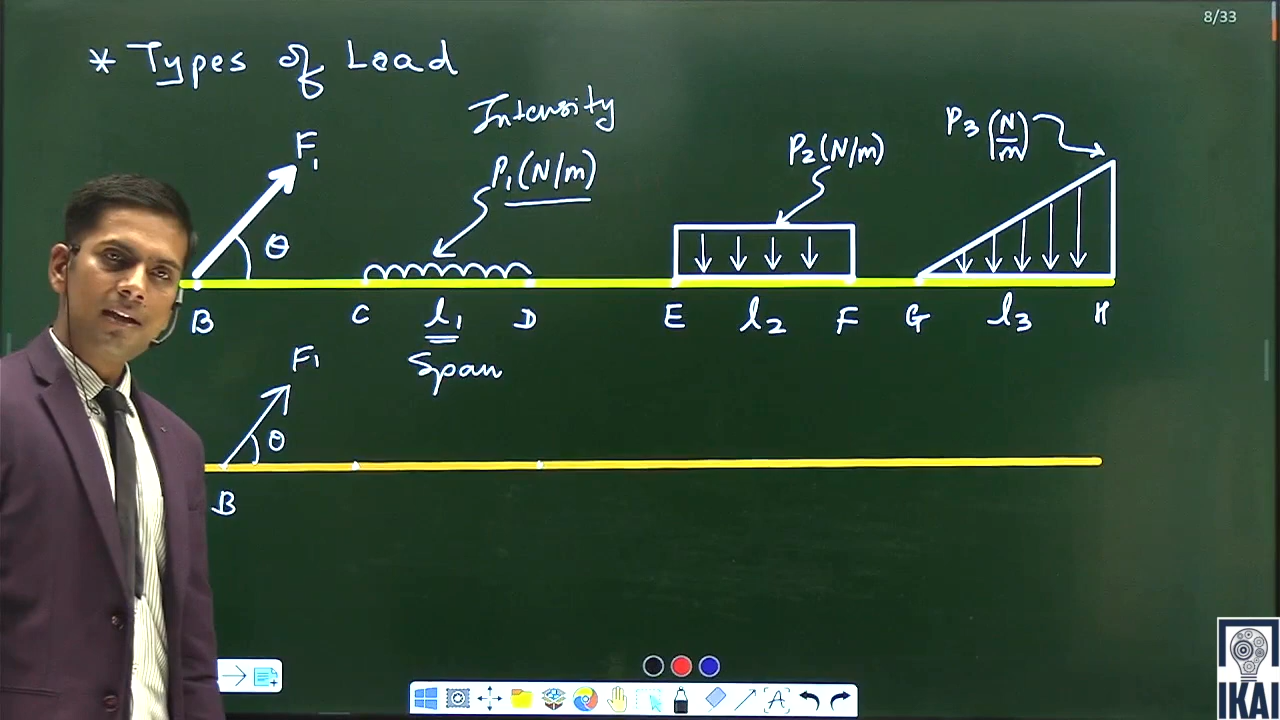 8/33
* Types of Load
Intensity
F1
P1(N/m)
P2(N/m)
P3 (N/m)
θ
B C l1 D E l2 F G l3 H
Span
F1
θ
B
A
IKAI